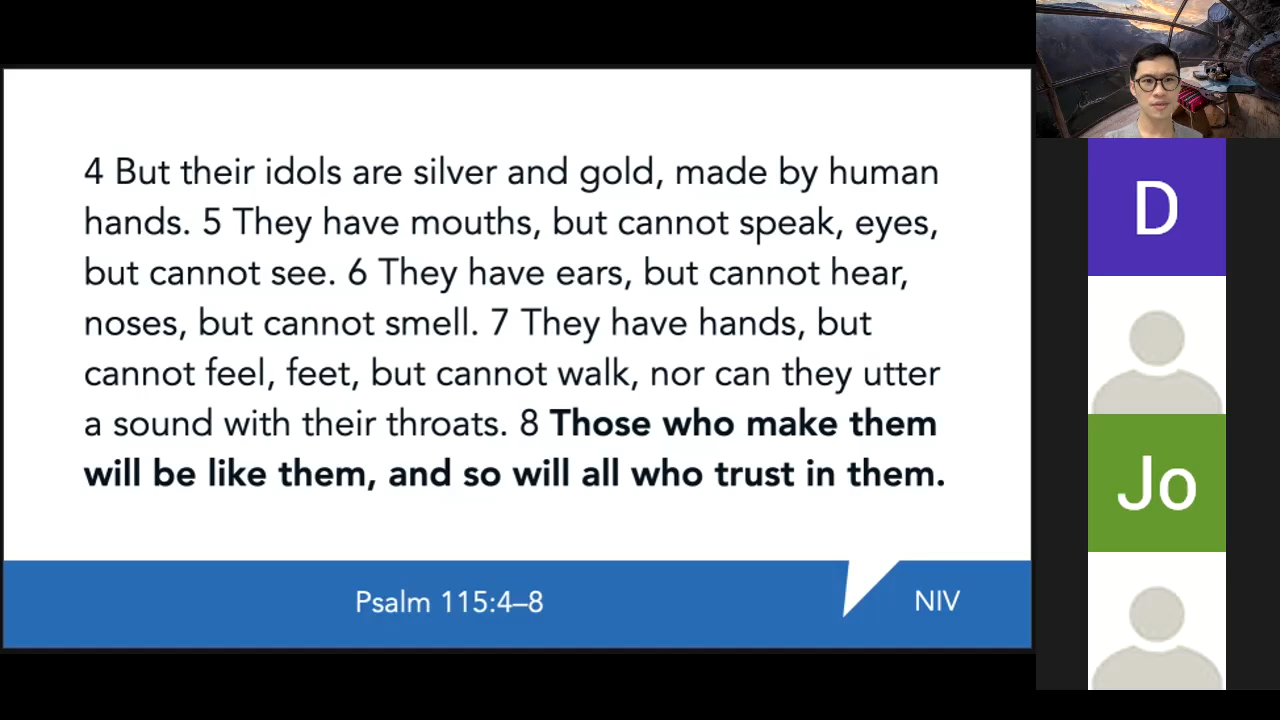 4 But their idols are silver and gold, made by human
hands. 5 They have mouths, but cannot speak, eyes,
but cannot see. 6 They have ears, but cannot hear,
noses, but cannot smell. 7 They have hands, but
cannot feel, feet, but cannot walk, nor can they utter
a sound with their throats. 8 Those who make them
will be like them, and so will all who trust in them.
Psalm 115:4–8
NIV
D
Jo